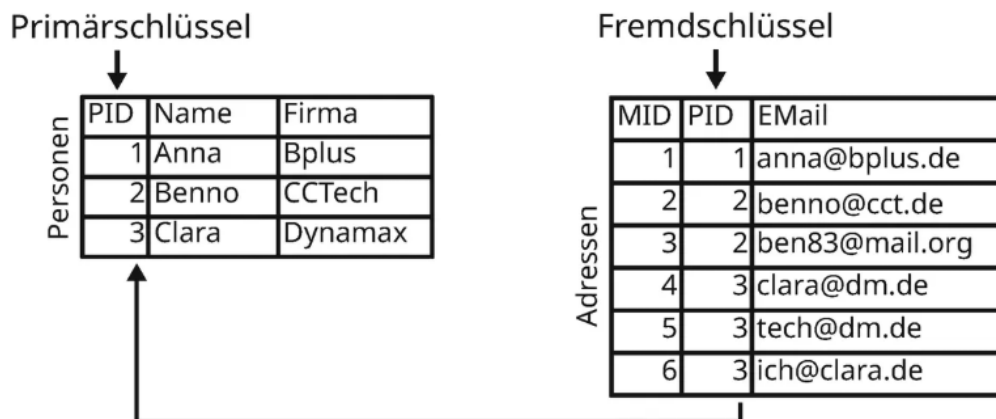 Primärschlüssel
Personen
PID Name Firma
1 Anna Bplus
2 Benno CCTech
3 Clara Dynamax
Fremdschlüssel
Adressen
MID PID EMail
1 1 anna@bplus.de
2 2 benno@cct.de
3 2 ben83@mail.org
4 3 clara@dm.de
5 3 tech@dm.de
6 3 ich@clara.de